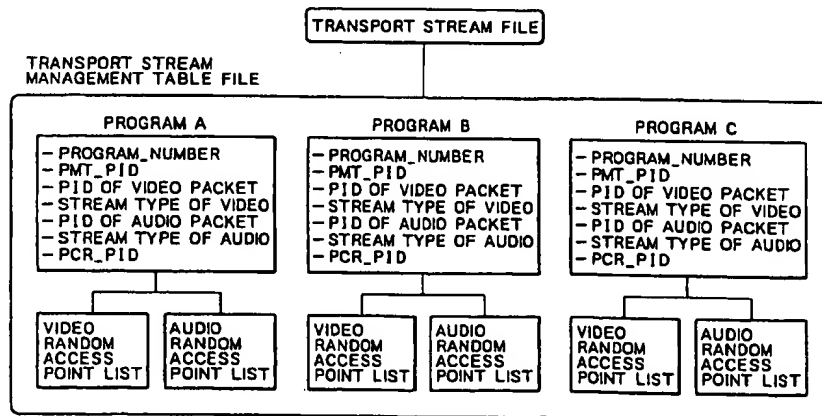 TRANSPORT STREAM FILE
TRANSPORT STREAM
MANAGEMENT TABLE FILE
PROGRAM A
- PROGRAM_NUMBER
- PMT_PID
- PID OF VIDEO PACKET
- STREAM TYPE OF VIDEO
- PID OF AUDIO PACKET
- STREAM TYPE OF AUDIO
- PCR_PID
VIDEO
RANDOM
ACCESS
POINT LIST
AUDIO
RANDOM
ACCESS
POINT LIST
PROGRAM B
- PROGRAM_NUMBER
- PMT_PID
- PID OF VIDEO PACKET
- STREAM TYPE OF VIDEO
- PID OF AUDIO PACKET
- STREAM TYPE OF AUDIO
- PCR_PID
VIDEO
RANDOM
ACCESS
POINT LIST
AUDIO
RANDOM
ACCESS
POINT LIST
PROGRAM C
- PROGRAM_NUMBER
- PMT_PID
- PID OF VIDEO PACKET
- STREAM TYPE OF VIDEO
- PID OF AUDIO PACKET
- STREAM TYPE OF AUDIO
- PCR_PID
VIDEO
RANDOM
ACCESS
POINT LIST
AUDIO
RANDOM
ACCESS
POINT LIST